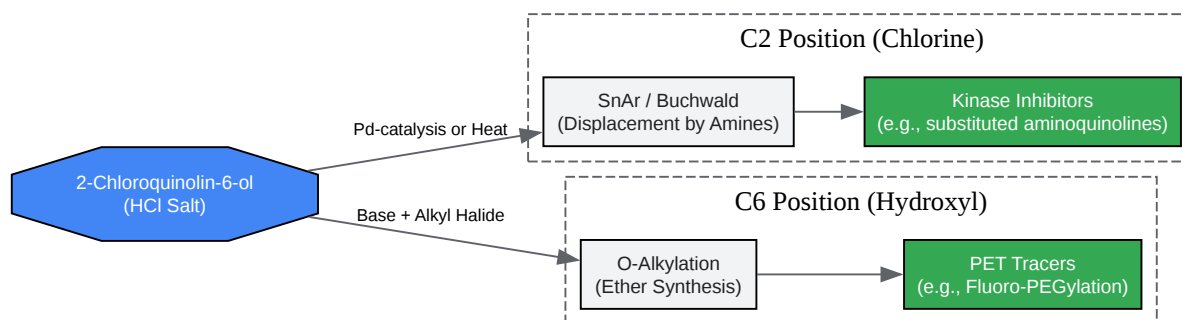 C2 Position (Chlorine)
SnAr / Buchwald
(Displacement by Amines)
Kinase Inhibitors
(e.g., substituted aminoquinolines)
Pd-catalysis or Heat
2-Chloroquinolin-6-ol
(HCl Salt)
Base + Alkyl Halide
C6 Position (Hydroxyl)
O-Alkylation
(Ether Synthesis)
PET Tracers
(e.g., Fluoro-PEGylation)